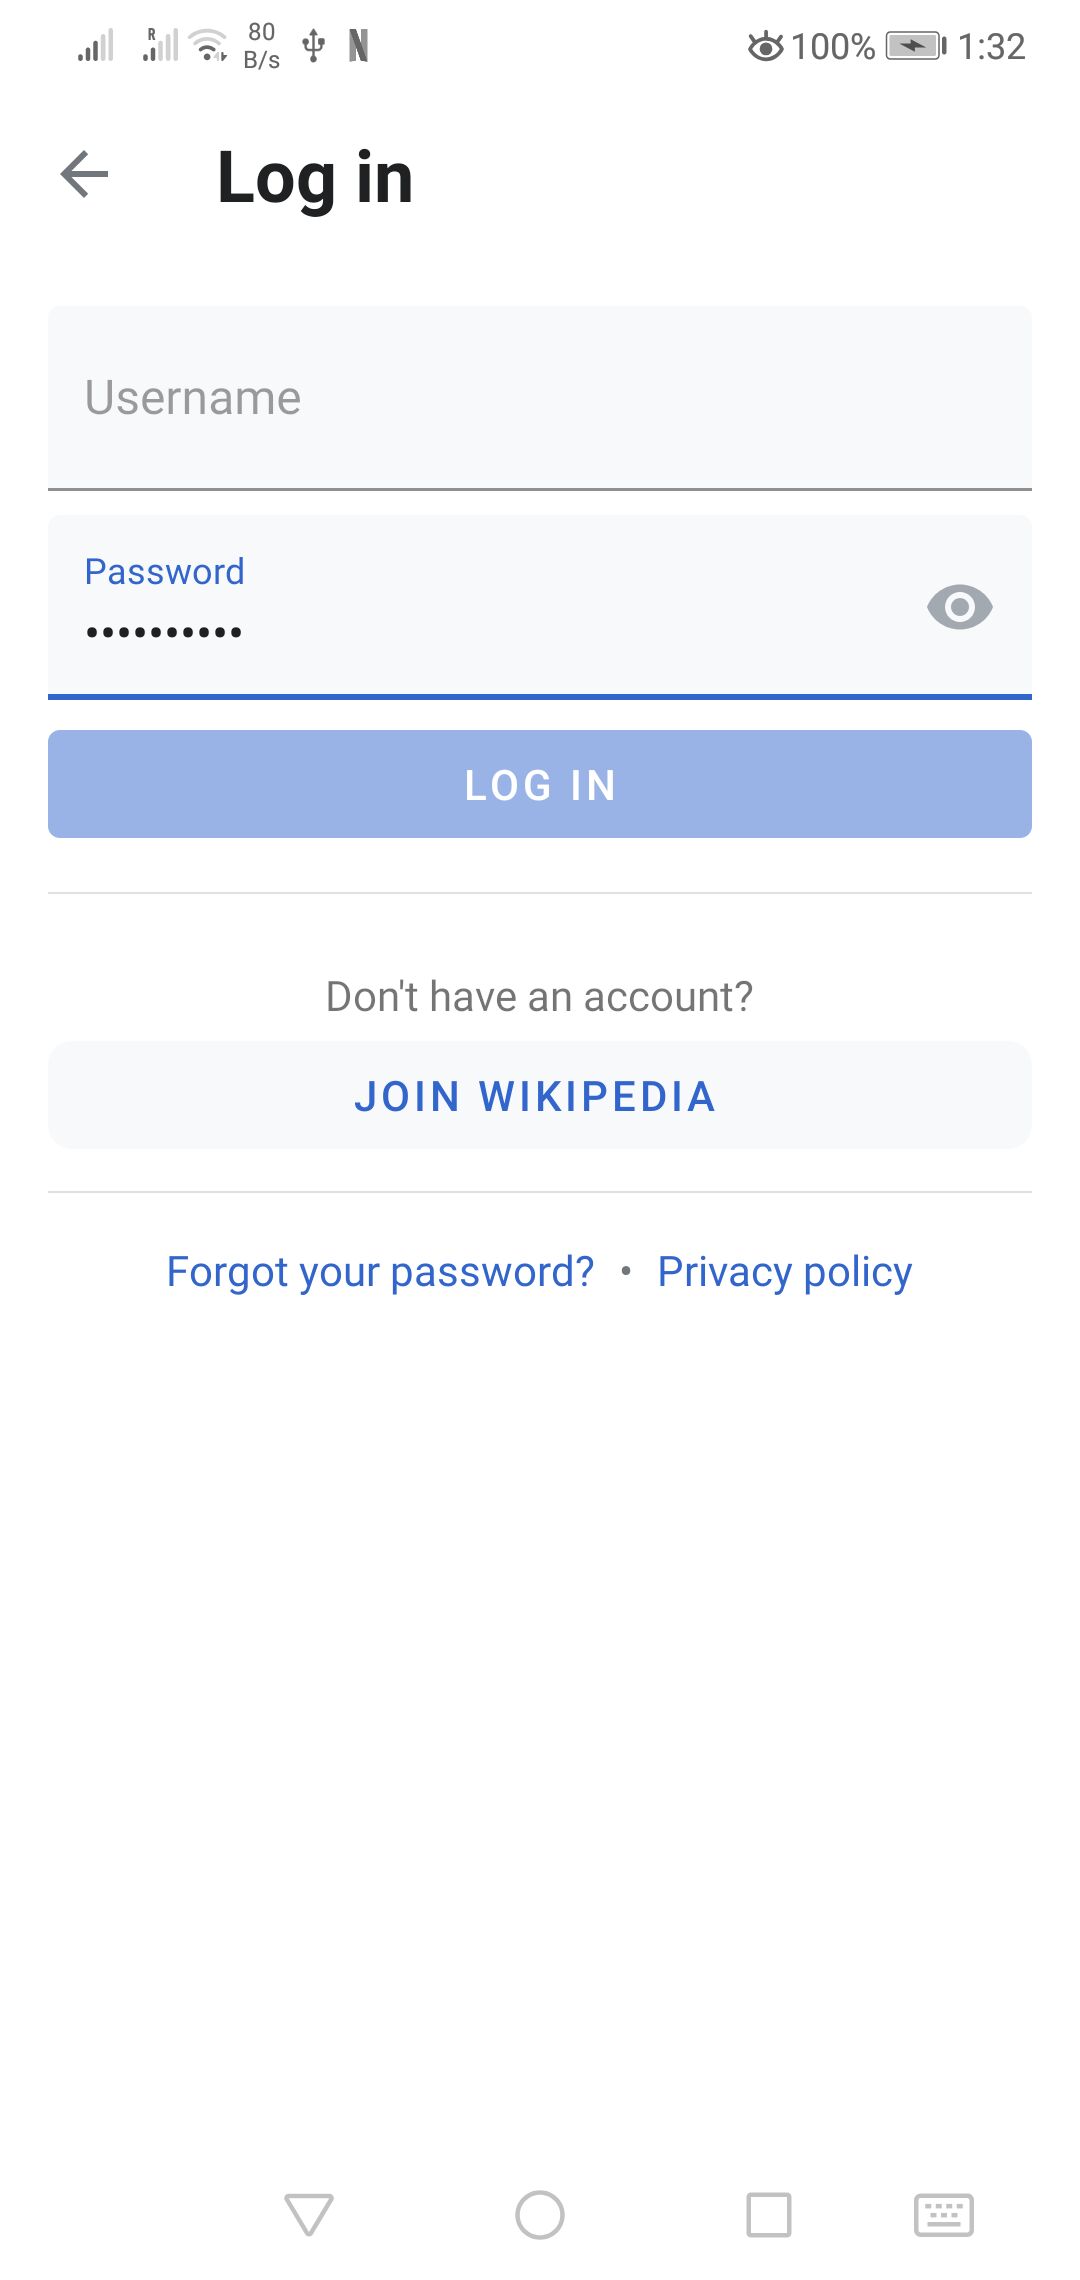 R
80
B/s
100%
1:32
Log in
Username
Password
••••••••••
LOG IN
Don't have an account?
JOIN WIKIPEDIA
Forgot your password? • Privacy policy